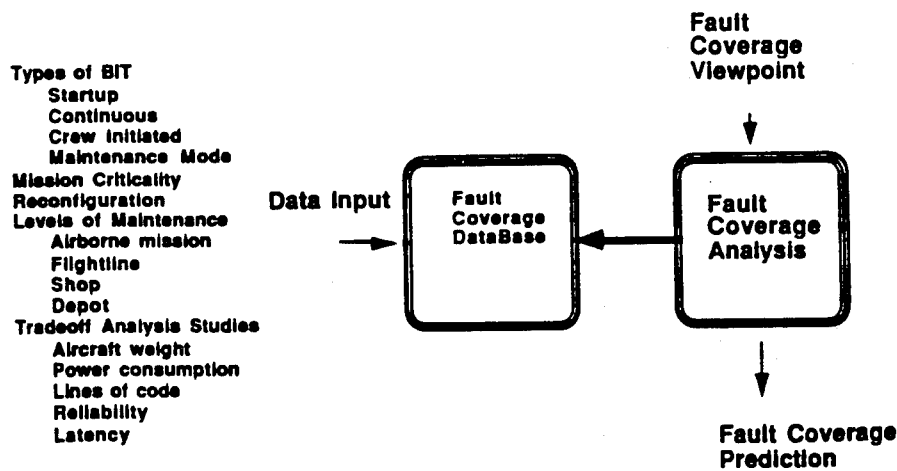 Types of BIT
Startup
Continuous
Crew initiated
Maintenance Mode
Mission Criticality
Reconfiguration
Levels of Maintenance
Airborne mission
Flightline
Shop
Depot
Tradeoff Analysis Studies
Aircraft weight
Power consumption
Lines of code
Reliability
Latency
Data Input
Fault
Coverage
DataBase
Fault
Coverage
Viewpoint
Fault
Coverage
Analysis
Fault Coverage
Prediction